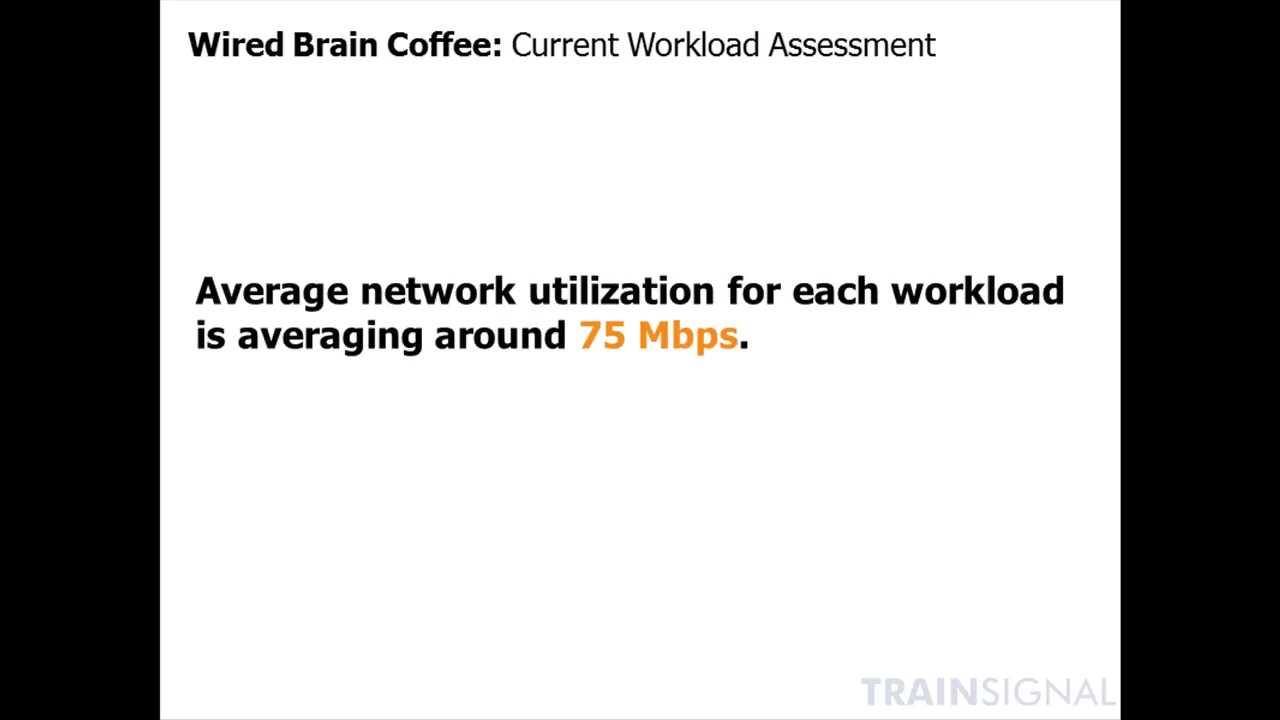 Wired Brain Coffee: Current Workload Assessment
Average network utilization for each workload
is averaging around 75 Mbps.
TRAINSIGNAL